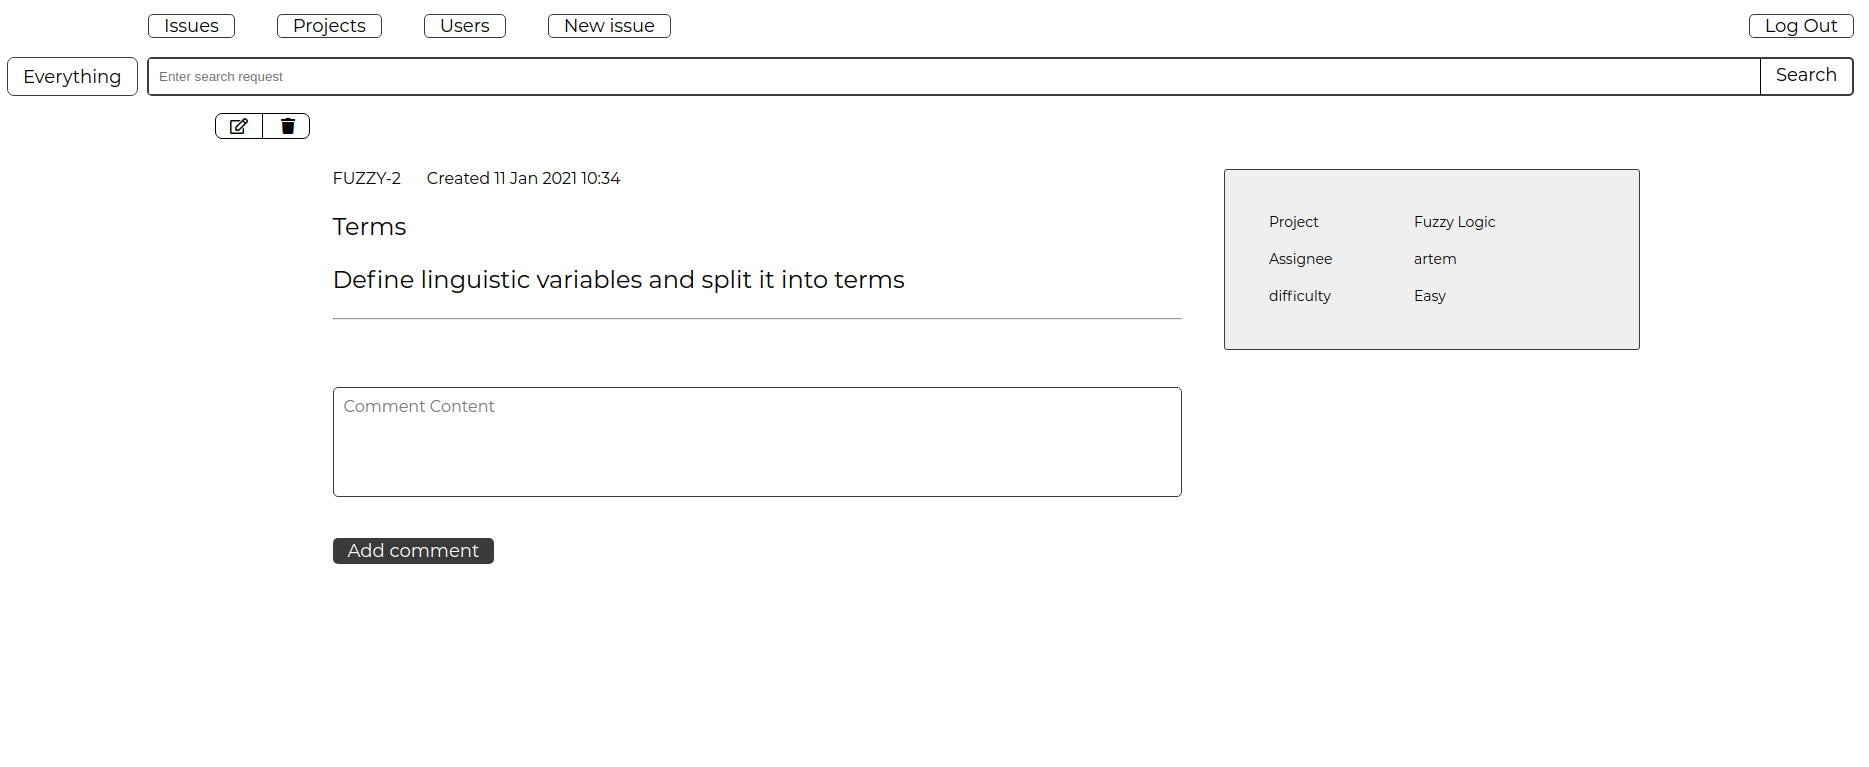 Issues Projects Users New issue Log Out
Everything Enter search request Search
FUZZY-2 Created 11 Jan 2021 10:34
Terms
Define linguistic variables and split it into terms
Project Fuzzy Logic
Assignee artem
difficulty Easy
Comment Content
Add comment